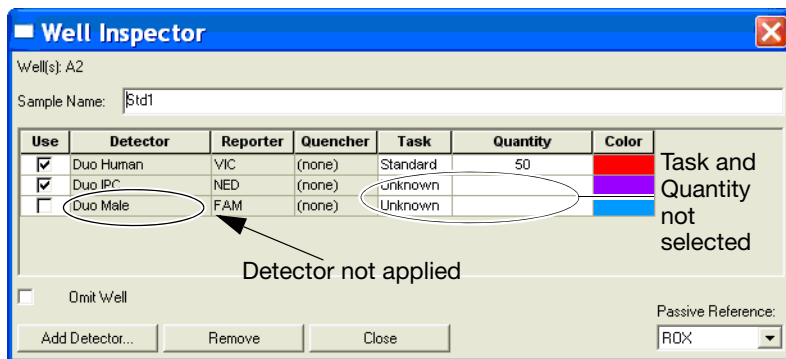 Well Inspector
Well(s): A2
Sample Name: Std1
Use Detector Reporter Quencher Task Quantity Color
Duo Human VIC (none) Standard 50
Duo IPC NED (none) Unknown
Duo Male FAM (none) Unknown
Task and
Quantity
not
selected
Detector not applied
Omit Well
Passive Reference:
Add Detector... Remove Close ROX